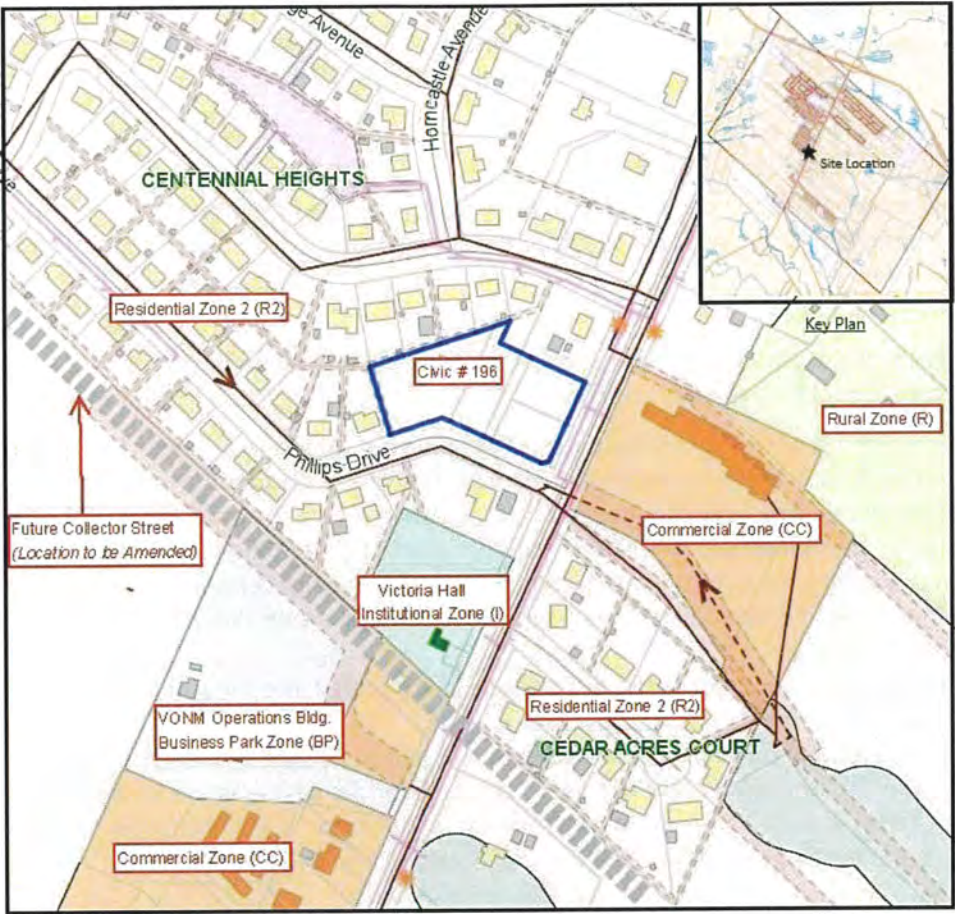 ge Avenue
Horncastle Avenue
Site Location
CENTENNIAL HEIGHTS
Residential Zone 2 (R2)
Key Plan
Civic # 196
Rural Zone (R)
Phillips Drive
Future Collector Street
(Location to be Amended)
Commercial Zone (CC)
Victoria Hall
Institutional Zone (I)
Residential Zone 2 (R2)
VONM Operations Bldg.
Business Park Zone (BP)
CEDAR ACRES COURT
Commercial Zone (CC)